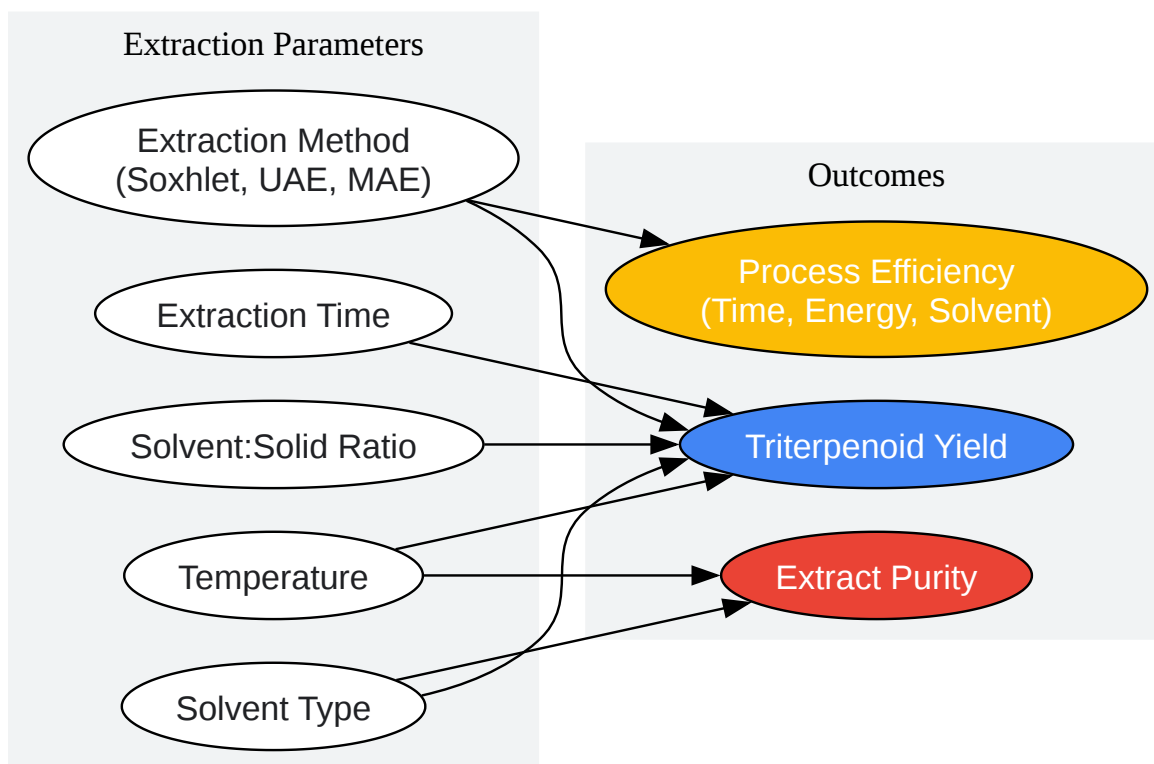 Extraction Parameters
Extraction Method
(Soxhlet, UAE, MAE)
Extraction Time
Solvent:Solid Ratio
Temperature
Solvent Type
Outcomes
Process Efficiency
(Time, Energy, Solvent)
Triterpenoid Yield
Extract Purity